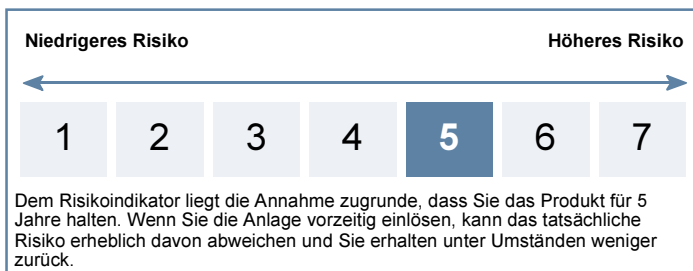 Niedrigeres Risiko Höheres Risiko
1 2 3 4 5 6 7
Dem Risikoindikator liegt die Annahme zugrunde, dass Sie das Produkt für 5
Jahre halten. Wenn Sie die Anlage vorzeitig einlösen, kann das tatsächliche
Risiko erheblich davon abweichen und Sie erhalten unter Umständen weniger
zurück.